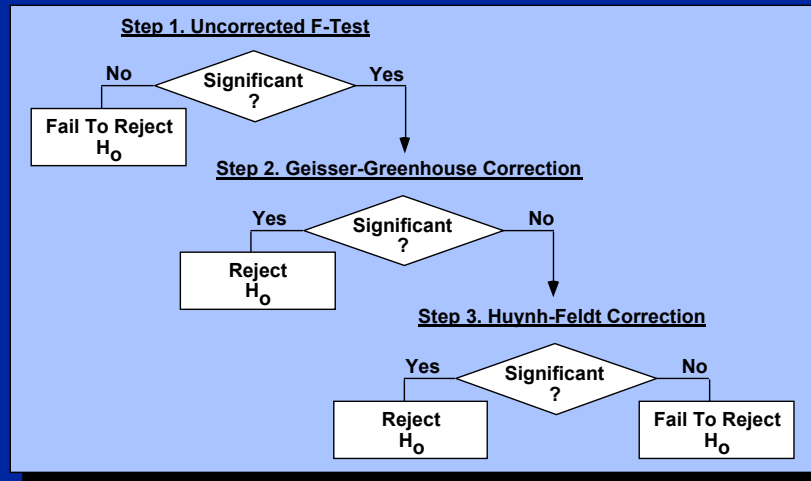 Step 1. Uncorrected F-Test
No
Significant
?
Yes
Fail To Reject
Ho
Step 2. Geisser-Greenhouse Correction
Yes
Significant
?
No
Reject
Ho
Step 3. Huynh-Feldt Correction
Yes
Significant
?
No
Reject
Ho
Fail To Reject
Ho